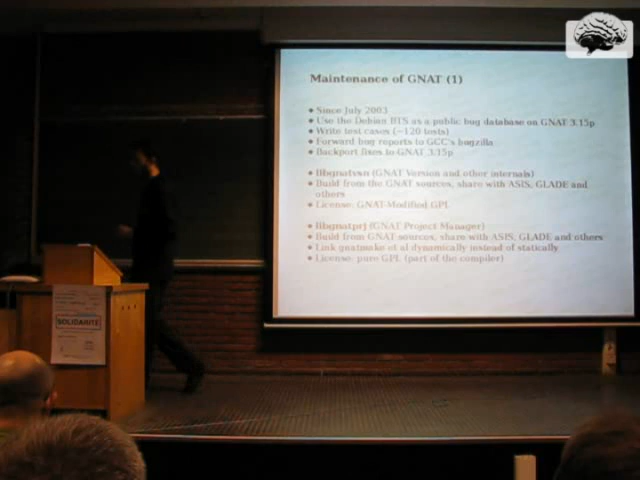 Maintenance of GNAT (1)
Since July 2003
Use the Debian BTS as a public bug database on GNAT 3.15p
Write test cases (~120 tests)
Forward bug reports to GCC's bugzilla
Backport fixes to GNAT 3.15p
libgnatvsn (GNAT Version and other internals)
Build from the GNAT sources, share with ASIS, GLADE and
others
License: GNAT-Modified GPL
libgnatprj (GNAT Project Manager)
Build from GNAT sources, share with ASIS, GLADE and others
Link gnatmake et al dynamically instead of statically
License: pure GPL (part of the compiler)
SOLIDARITÉ